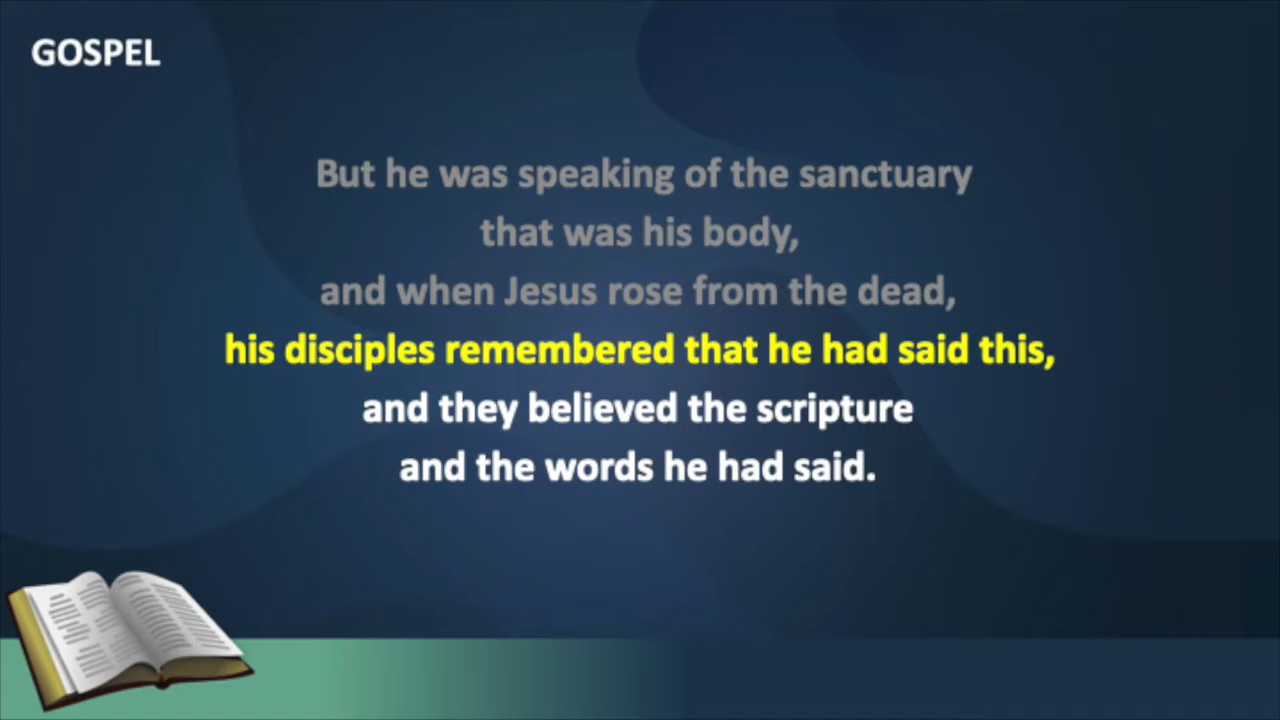 GOSPEL
But he was speaking of the sanctuary
that was his body,
and when Jesus rose from the dead,
his disciples remembered that he had said this,
and they believed the scripture
and the words he had said.